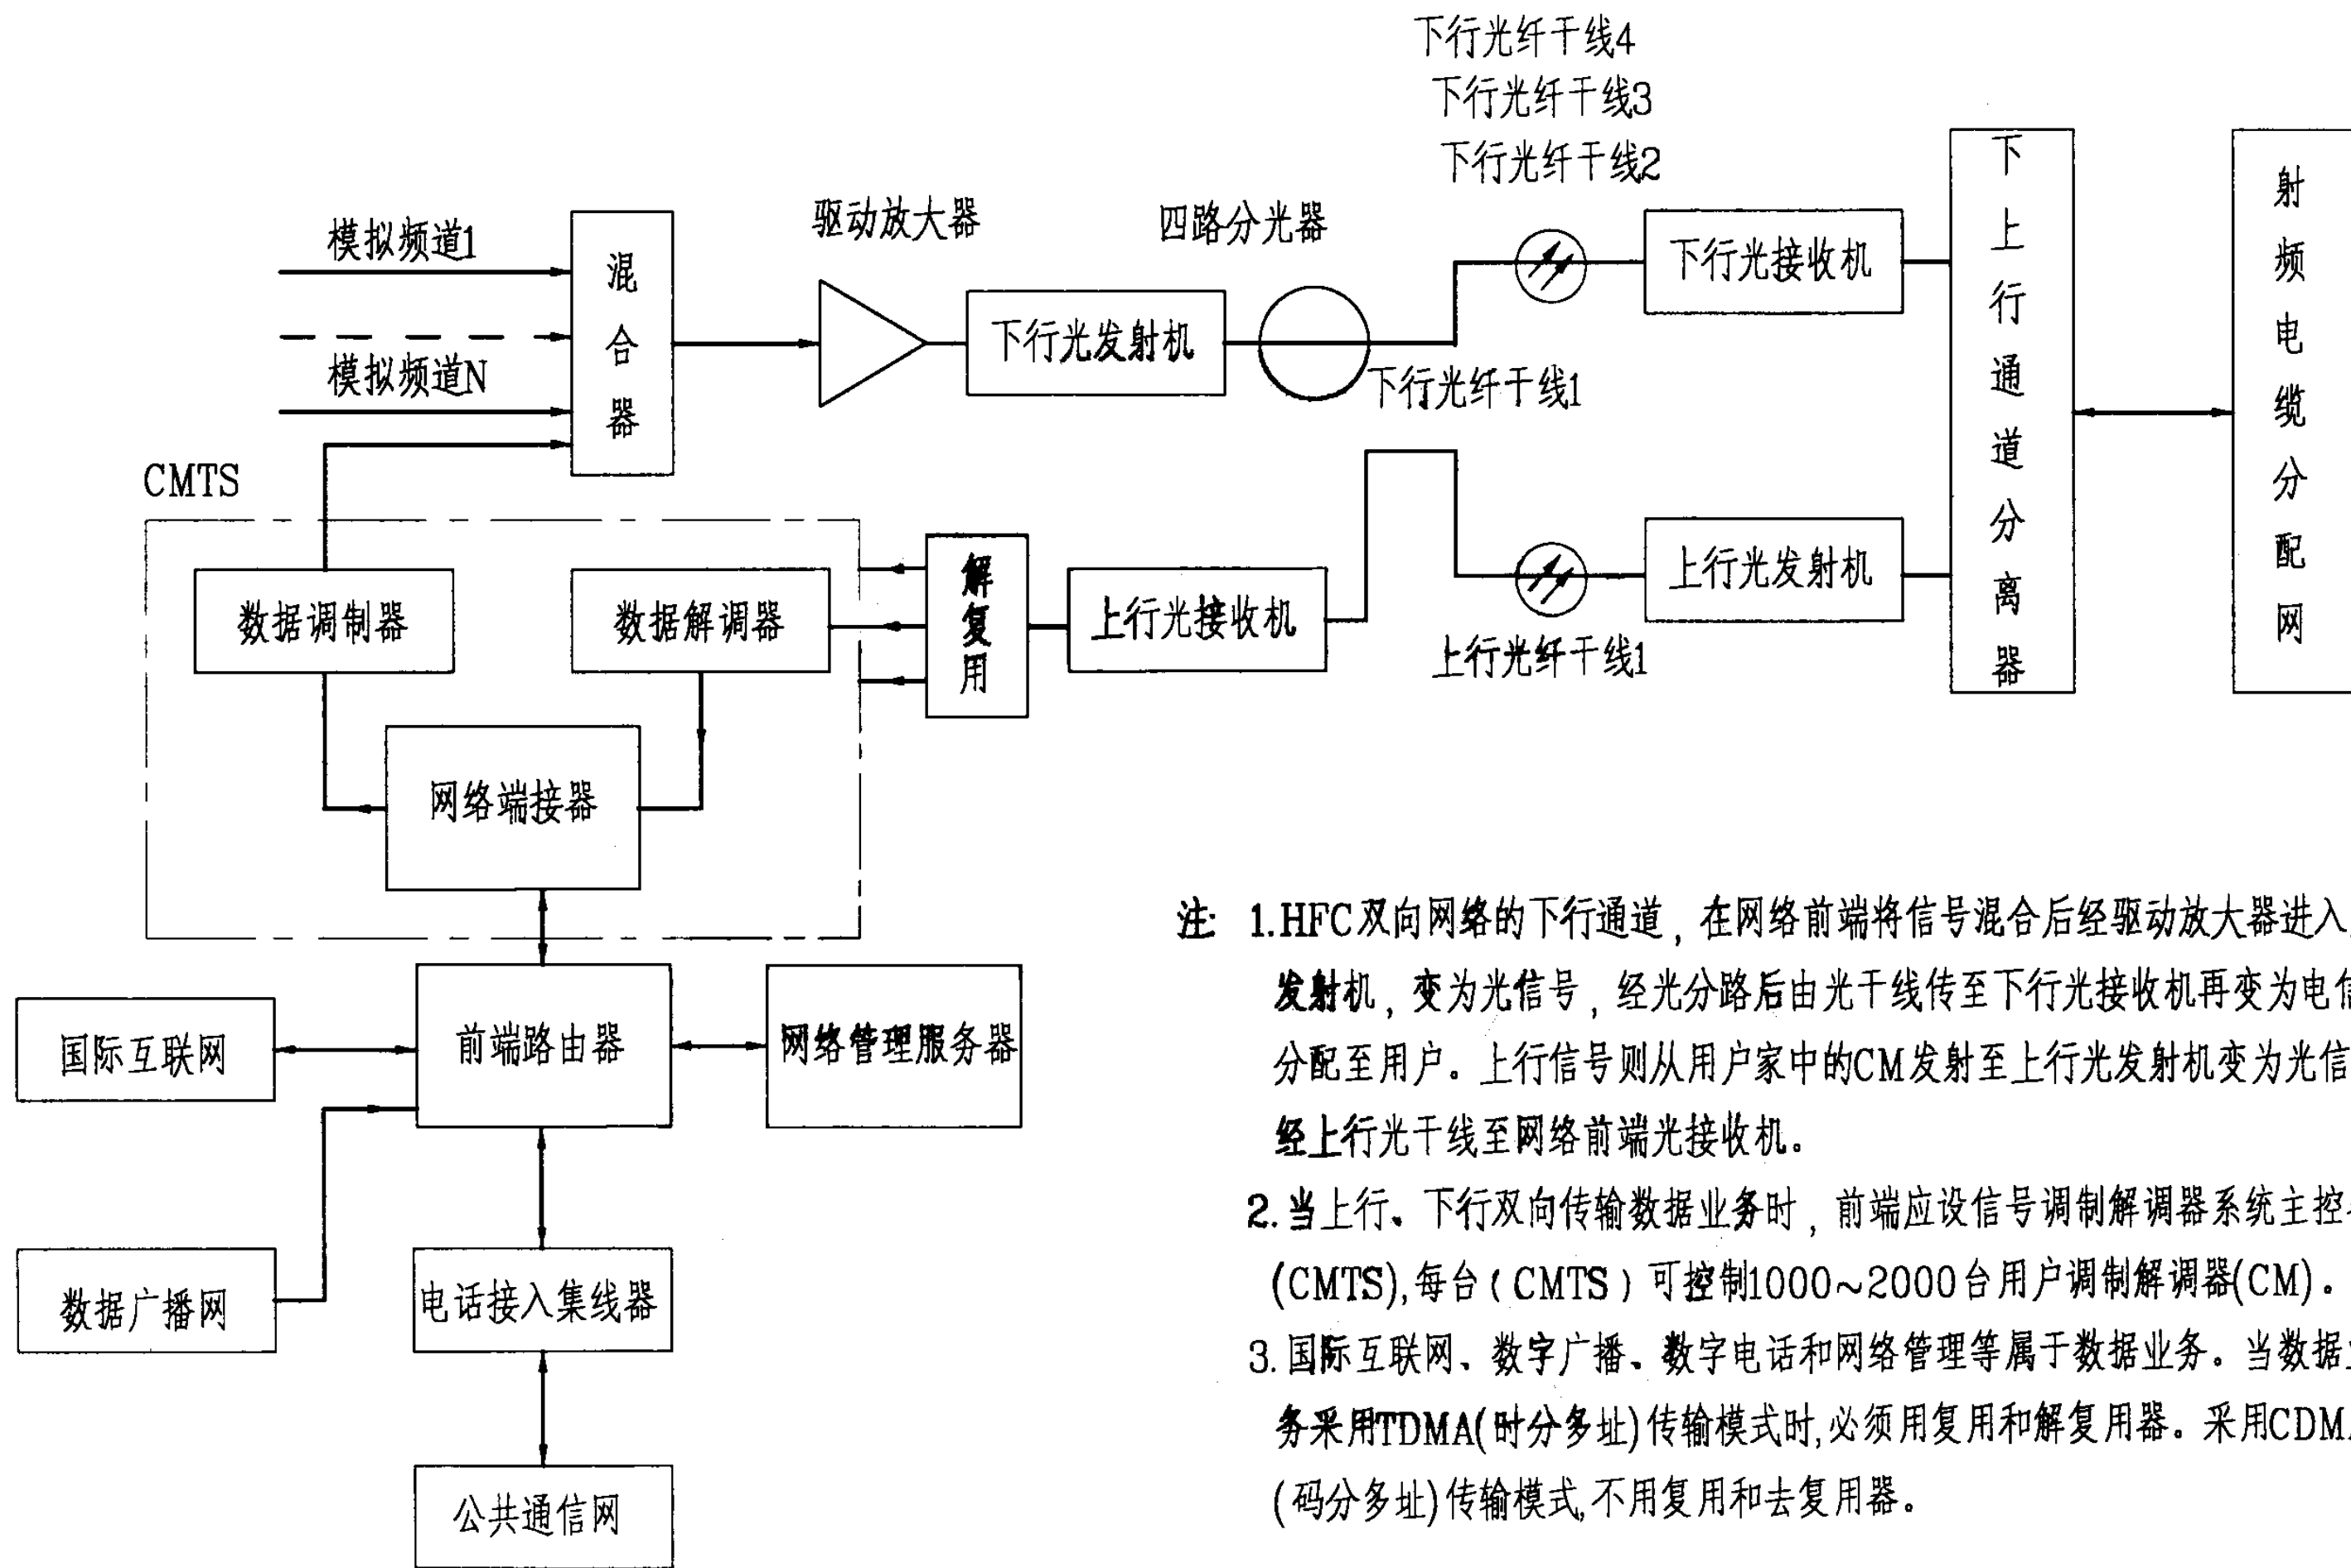 下行光纤干线4
下行光纤干线3
下行光纤干线2
模拟频道1
模拟频道N
混合器
驱动放大器
下行光发射机
四路分光器
下行光纤干线1
下行光接收机
下上行通道分离器
射频电缆分配网
CMTS
数据调制器
数据解调器
解复用
上行光接收机
上行光纤干线1
上行光发射机
网络端接器
国际互联网
前端路由器
网络管理服务器
数据广播网
电话接入集线器
公共通信网
注 1.HFC双向网络的下行通道,在网络前端将信号混合后经驱动放大器进入
发射机,变为光信号,经光分路后由光干线传至下行光接收机再变为电信
分配至用户。上行信号则从用户家中的CM发射至上行光发射机变为光信
经上行光干线至网络前端光接收机。
2.当上行、下行双向传输数据业务时,前端应设信号调制解调器系统主控
(CMTS),每台(CMTS)可控制1000~2000台用户调制解调器(CM)。
3.国际互联网、数字广播、数字电话和网络管理等属于数据业务。当数据
务采用TDMA(时分多址)传输模式时,必须用复用和解复用器。采用CDM
(码分多址)传输模式,不用复用和去复用器。